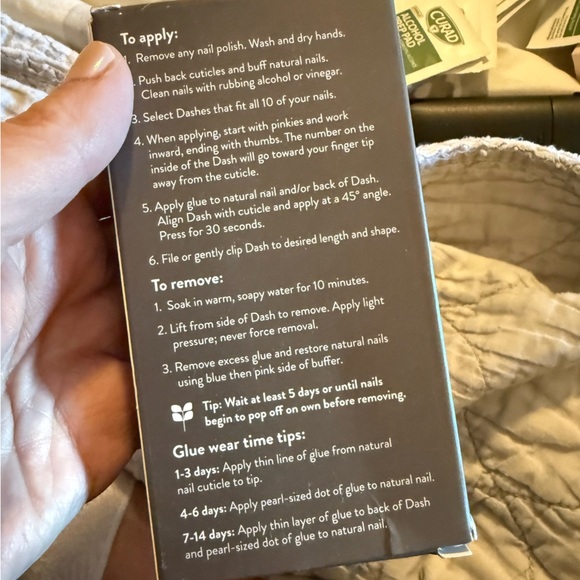 To apply:
1. Remove any nail polish. Wash and dry hands.
. Push back cuticles and buff natural nails.
Clean nails with rubbing alcohol or vinegar.
3. Select Dashes that fit all 10 of your nails.
4. When applying, start with pinkies and work
inward, ending with thumbs. The number on the
inside of the Dash will go toward your finger tip
away from the cuticle.
5. Apply glue to natural nail and/or back of Dash.
Align Dash with cuticle and apply at a 45° angle.
Press for 30 seconds.
6. File or gently clip Dash to desired length and shape.
To remove:
1. Soak in warm, soapy water for 10 minutes.
2. Lift from side of Dash to remove. Apply light
pressure; never force removal.
3. Remove excess glue and restore natural nails
using blue then pink side of buffer.
Tip: Wait at least 5 days or until nails
begin to pop off on own before removing.
Glue wear time tips:
1-3 days: Apply thin line of glue from natural
nail cuticle to tip.
4-6 days: Apply pearl-sized dot of glue to natural nail.
7-14 days: Apply thin layer of glue to back of Dash
and pearl-sized dot of glue to natural nail.
CURAD
ALCOHOL
PREP PAD